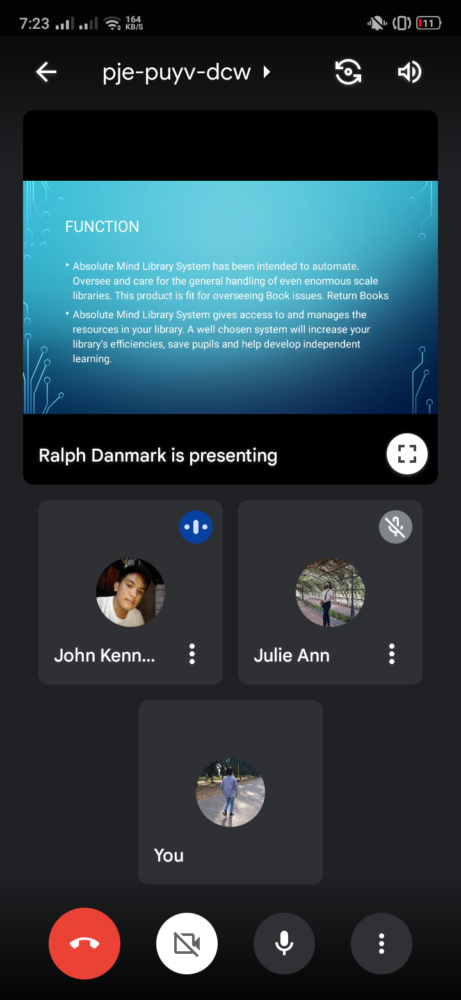 7:23 164 KB/S 11
pje-puyv-dcw
FUNCTION
• Absolute Mind Library System has been intended to automate.
Oversee and care for the general handling of even enormous scale
libraries. This product is fit for overseeing Book issues. Return Books
• Absolute Mind Library System gives access to and manages the
resources in your library. A well chosen system will increase your
library's efficiencies, save pupils and help develop independent
learning.
Ralph Danmark is presenting
John Kenn...
Julie Ann
You